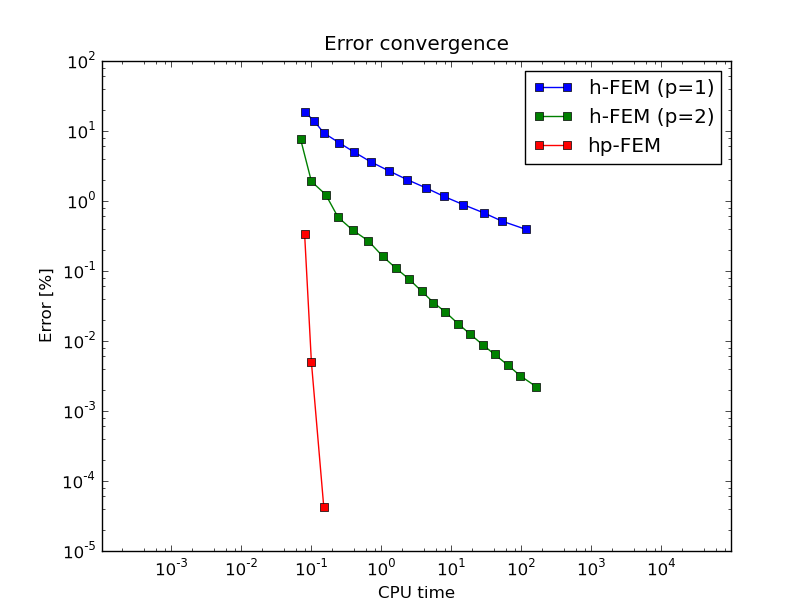 Error convergence
10^2
10^1
10^0
10^-1
10^-2
10^-3
10^-4
10^-5
Error [%]
h-FEM (p=1)
h-FEM (p=2)
hp-FEM
10^-3 10^-2 10^-1 10^0 10^1 10^2 10^3 10^4
CPU time